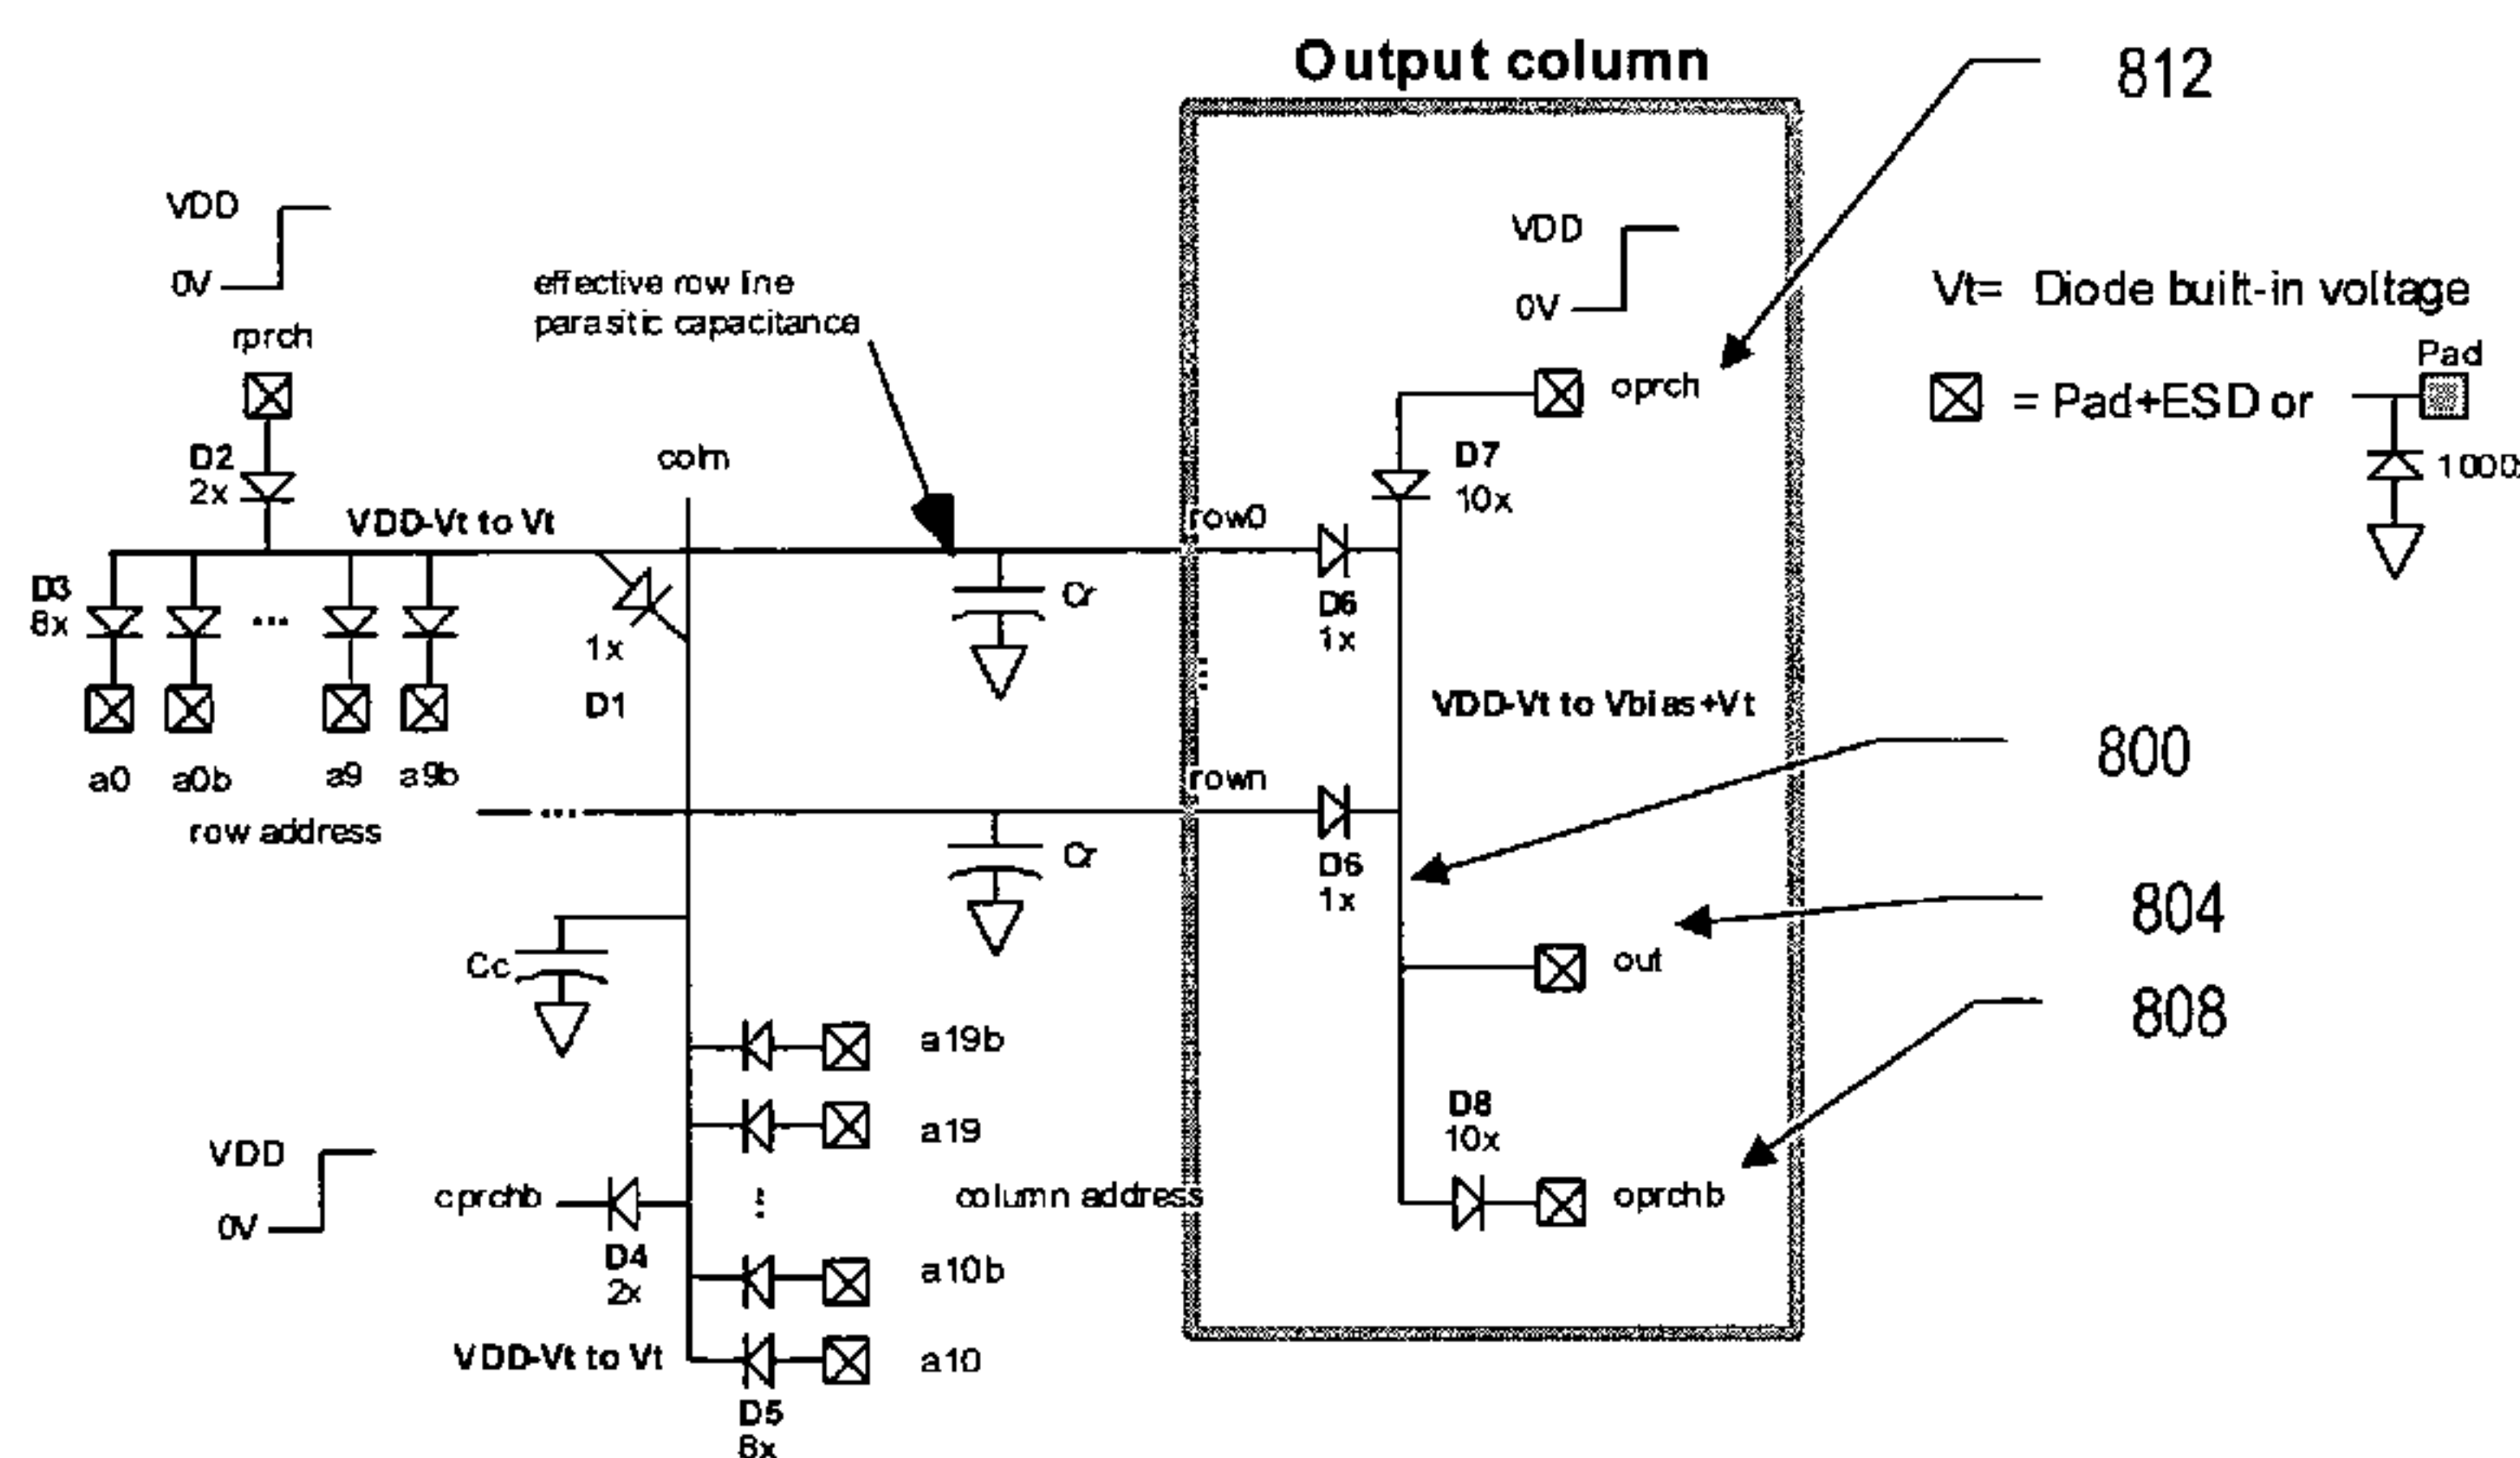 Output column
812
VDD
0V
rprch
effective row line
parasitic capacitance
VDD
0V
oprch
Vt= Diode built-in voltage
Pad
= Pad+ESD or
D2
2x
colm
D7
10x
VDD-Vt to Vt
row0
D3
8x
Cr
D6
1x
1x
D1
VDD-Vt to Vbias+Vt
800
a0
a0b
...
a9
a9b
row address
...
rown
Cr
D6
1x
804
Cc
out
808
a19b
a19
D8
10x
VDD
0V
cprchb
column address
oprchb
D4
2x
a10b
VDD-Vt to Vt
a10
D5